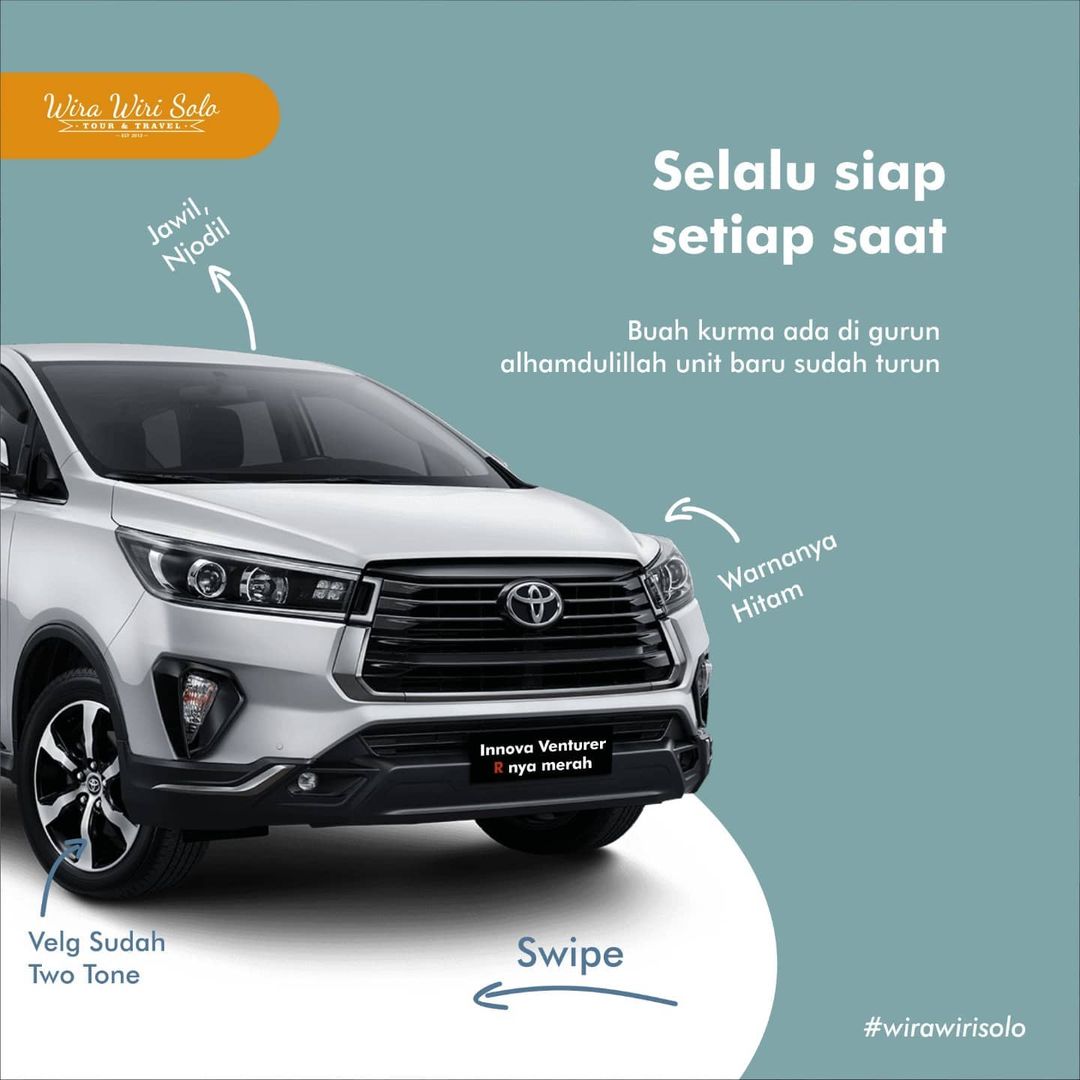 Wira Wiri Solo
TOUR & TRAVEL
EST 2013
Selalu siap
setiap saat
Jawil,
Njodil
Buah kurma ada di gurun
alhamdulillah unit baru sudah turun
Warnanya
Hitam
Innova Venturer
R nya merah
Velg Sudah
Two Tone
Swipe
#wirawirisolo